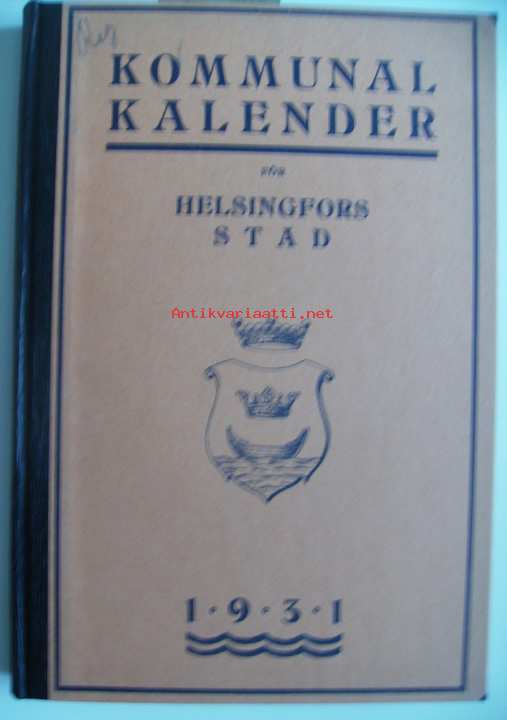 KOMMUNAL
KALENDER
FÖR
HELSINGFORS
STAD
Antikvariaatti.net
1·9·3·1